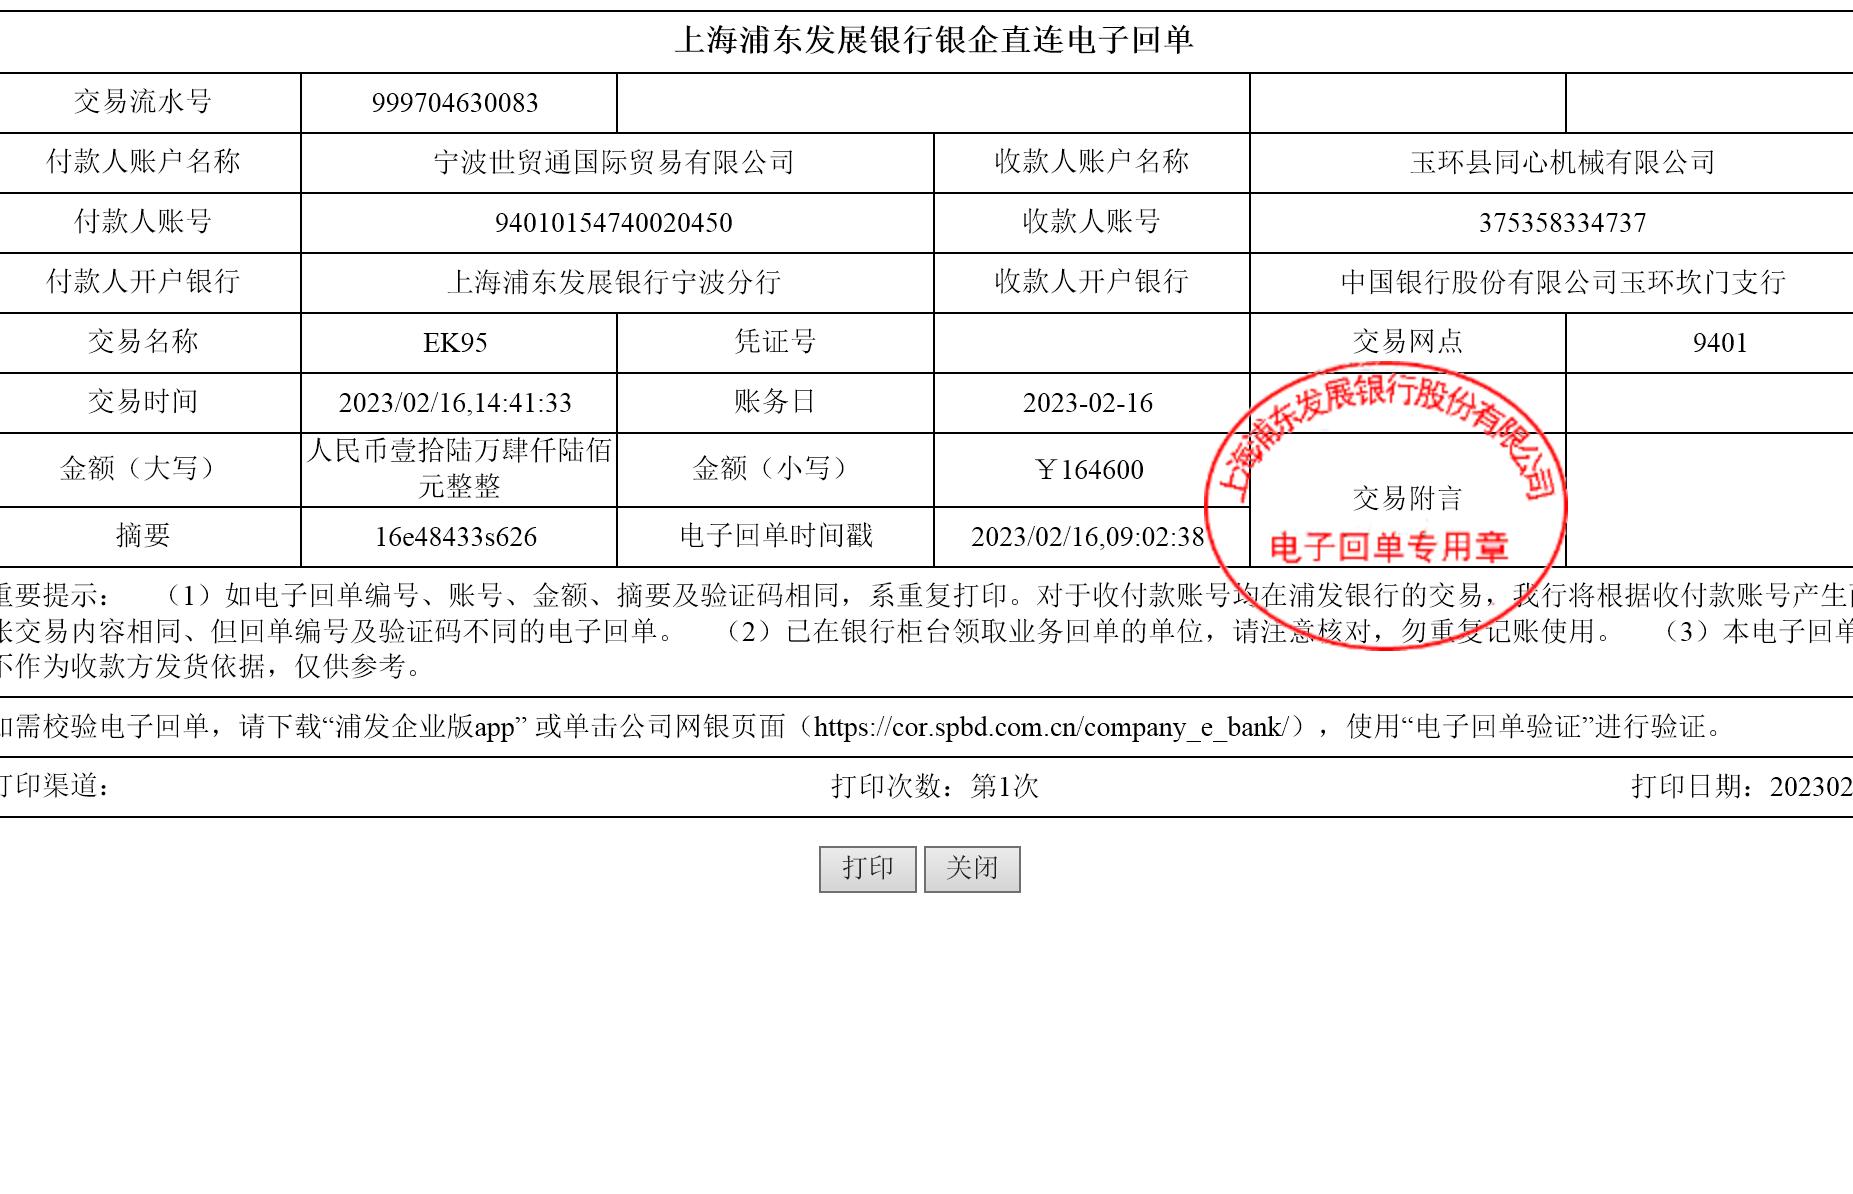 上海浦东发展银行银企直连电子回单
交易流水号 999704630083
付款人账户名称 宁波世贸通国际贸易有限公司 收款人账户名称 玉环县同心机械有限公司
付款人账号 94010154740020450 收款人账号 375358334737
付款人开户银行 上海浦东发展银行宁波分行 收款人开户银行 中国银行股份有限公司玉环坎门支行
交易名称 EK95 凭证号 交易网点 9401
交易时间 2023/02/16,14:41:33 账务日 2023-02-16
上海浦东发展银行股份有限公司
金额（大写） 人民币壹拾陆万肆仟陆佰
元整整 金额（小写） ￥164600
交易附言
摘要 16e48433s626 电子回单时间戳 2023/02/16,09:02:38
电子回单专用章
重要提示： （1）如电子回单编号、账号、金额、摘要及验证码相同，系重复打印。对于收付款账号均在浦发银行的交易，我行将根据收付款账号产生两
张交易内容相同、但回单编号及验证码不同的电子回单。 （2）已在银行柜台领取业务回单的单位，请注意核对，勿重复记账使用。 （3）本电子回单
不作为收款方发货依据，仅供参考。
如需校验电子回单，请下载“浦发企业版app” 或单击公司网银页面（https://cor.spbd.com.cn/company_e_bank/），使用“电子回单验证”进行验证。
打印渠道： 打印次数：第1次 打印日期：202302
打印 关闭